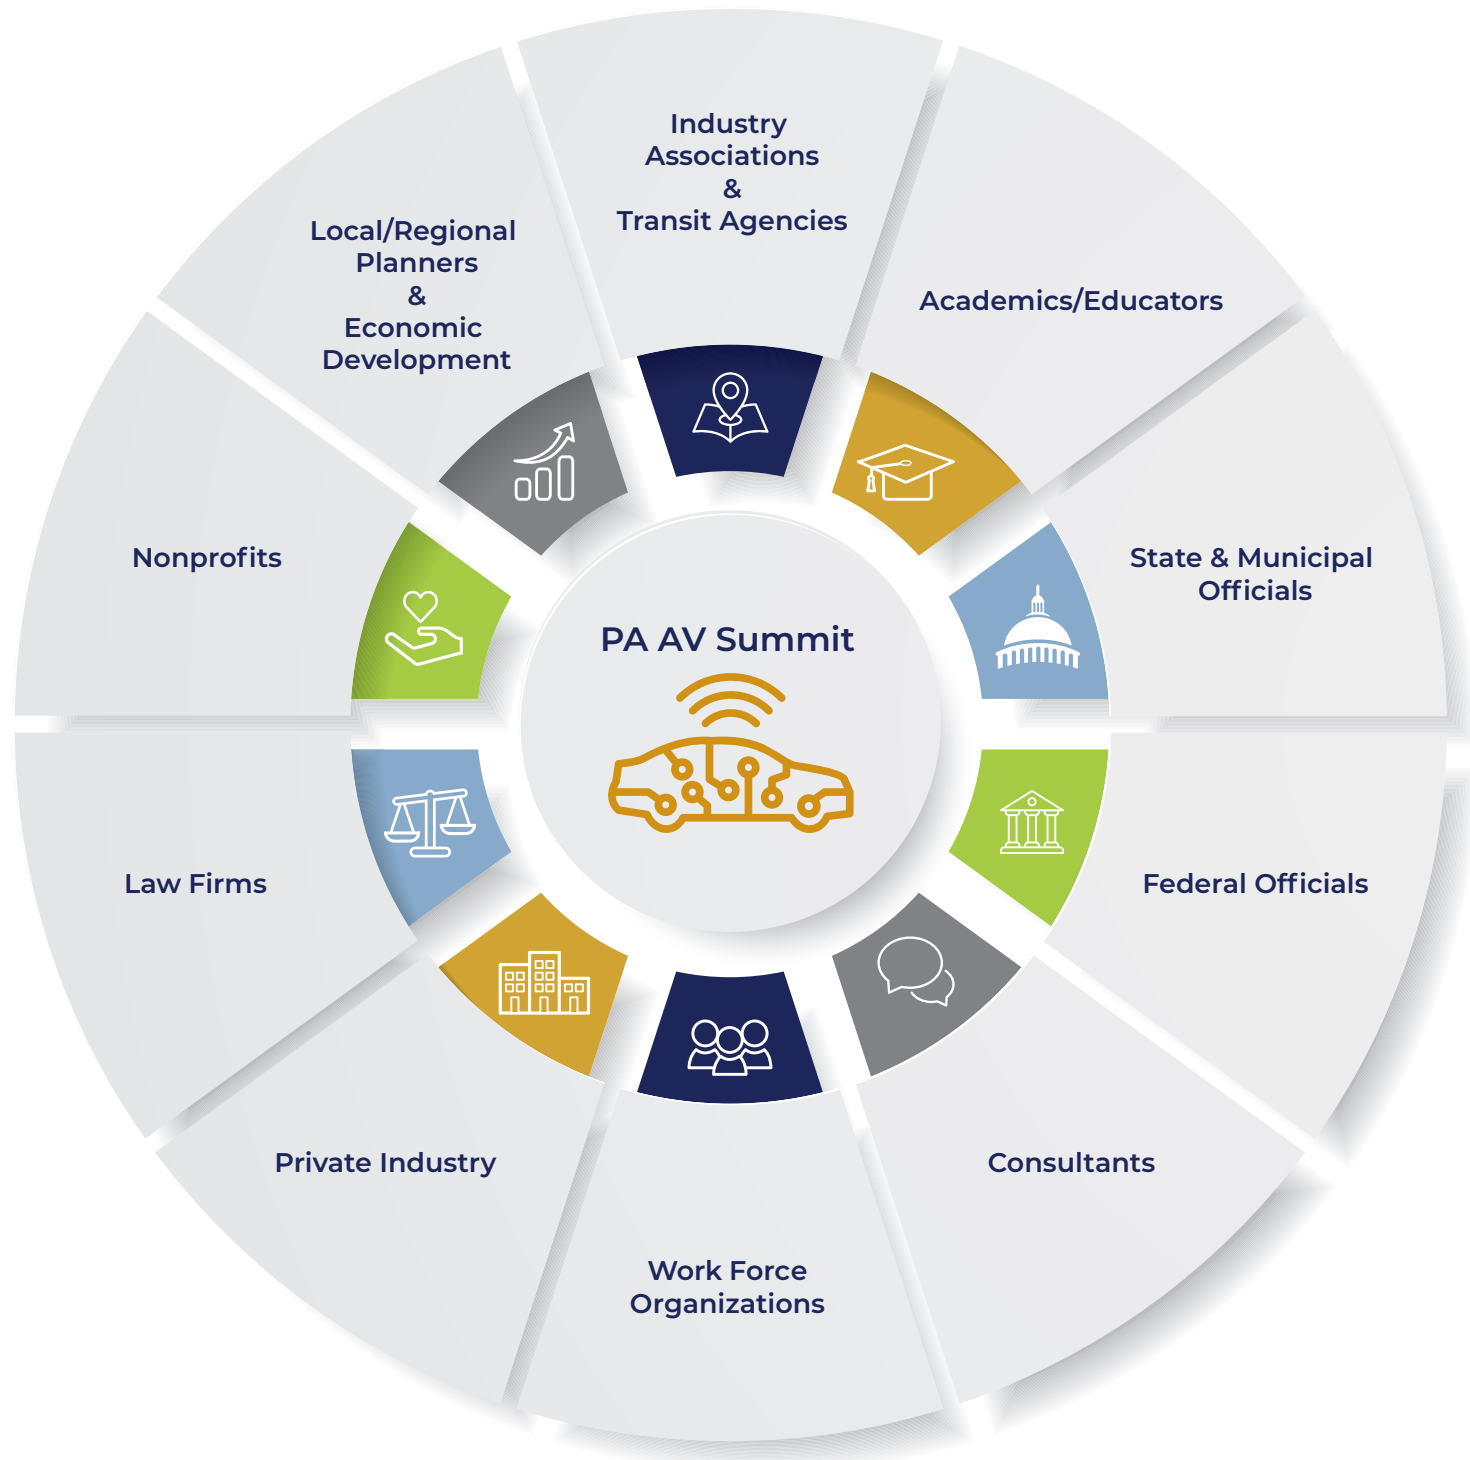 Industry
Associations
&
Transit Agencies
Academics/Educators
State & Municipal
Officials
Federal Officials
Consultants
Work Force
Organizations
Private Industry
Law Firms
Nonprofits
Local/Regional
Planners
&
Economic
Development
PA AV Summit